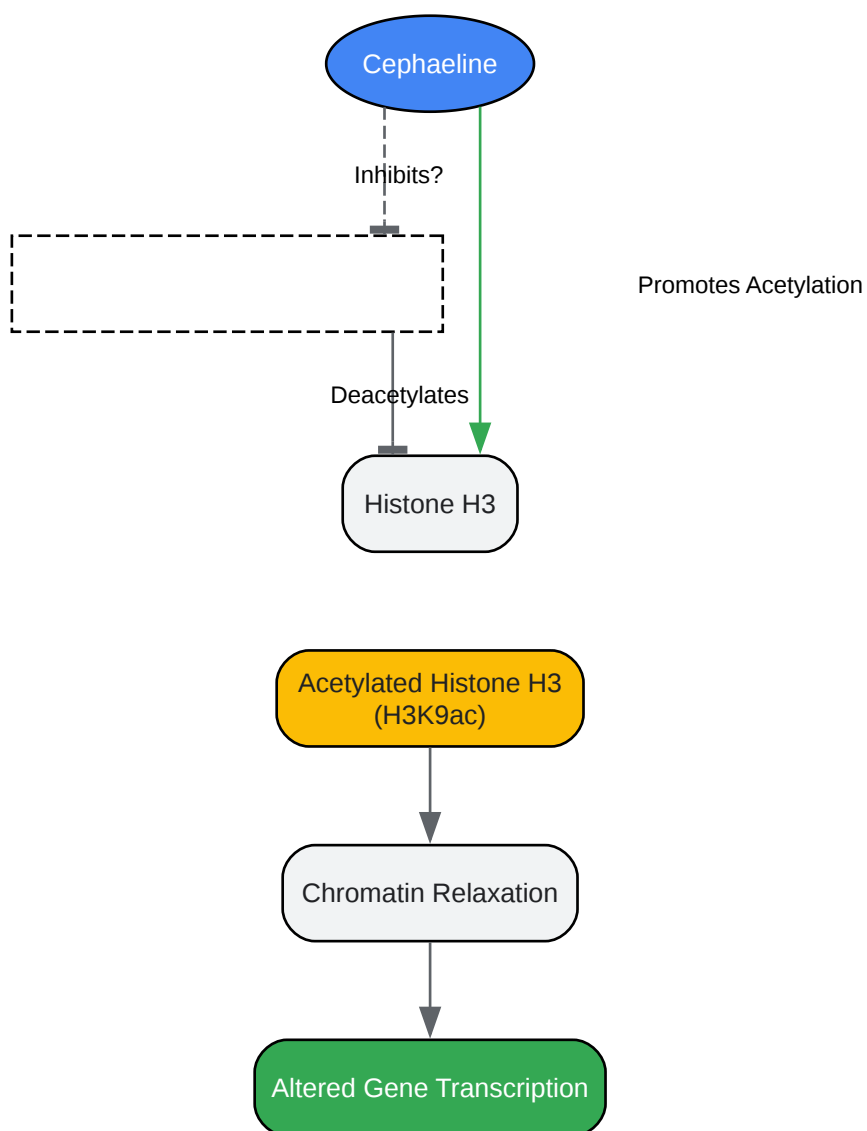 Cephaeline
Inhibits?
Promotes Acetylation
Deacetylates
Histone H3
Acetylated Histone H3
(H3K9ac)
Chromatin Relaxation
Altered Gene Transcription